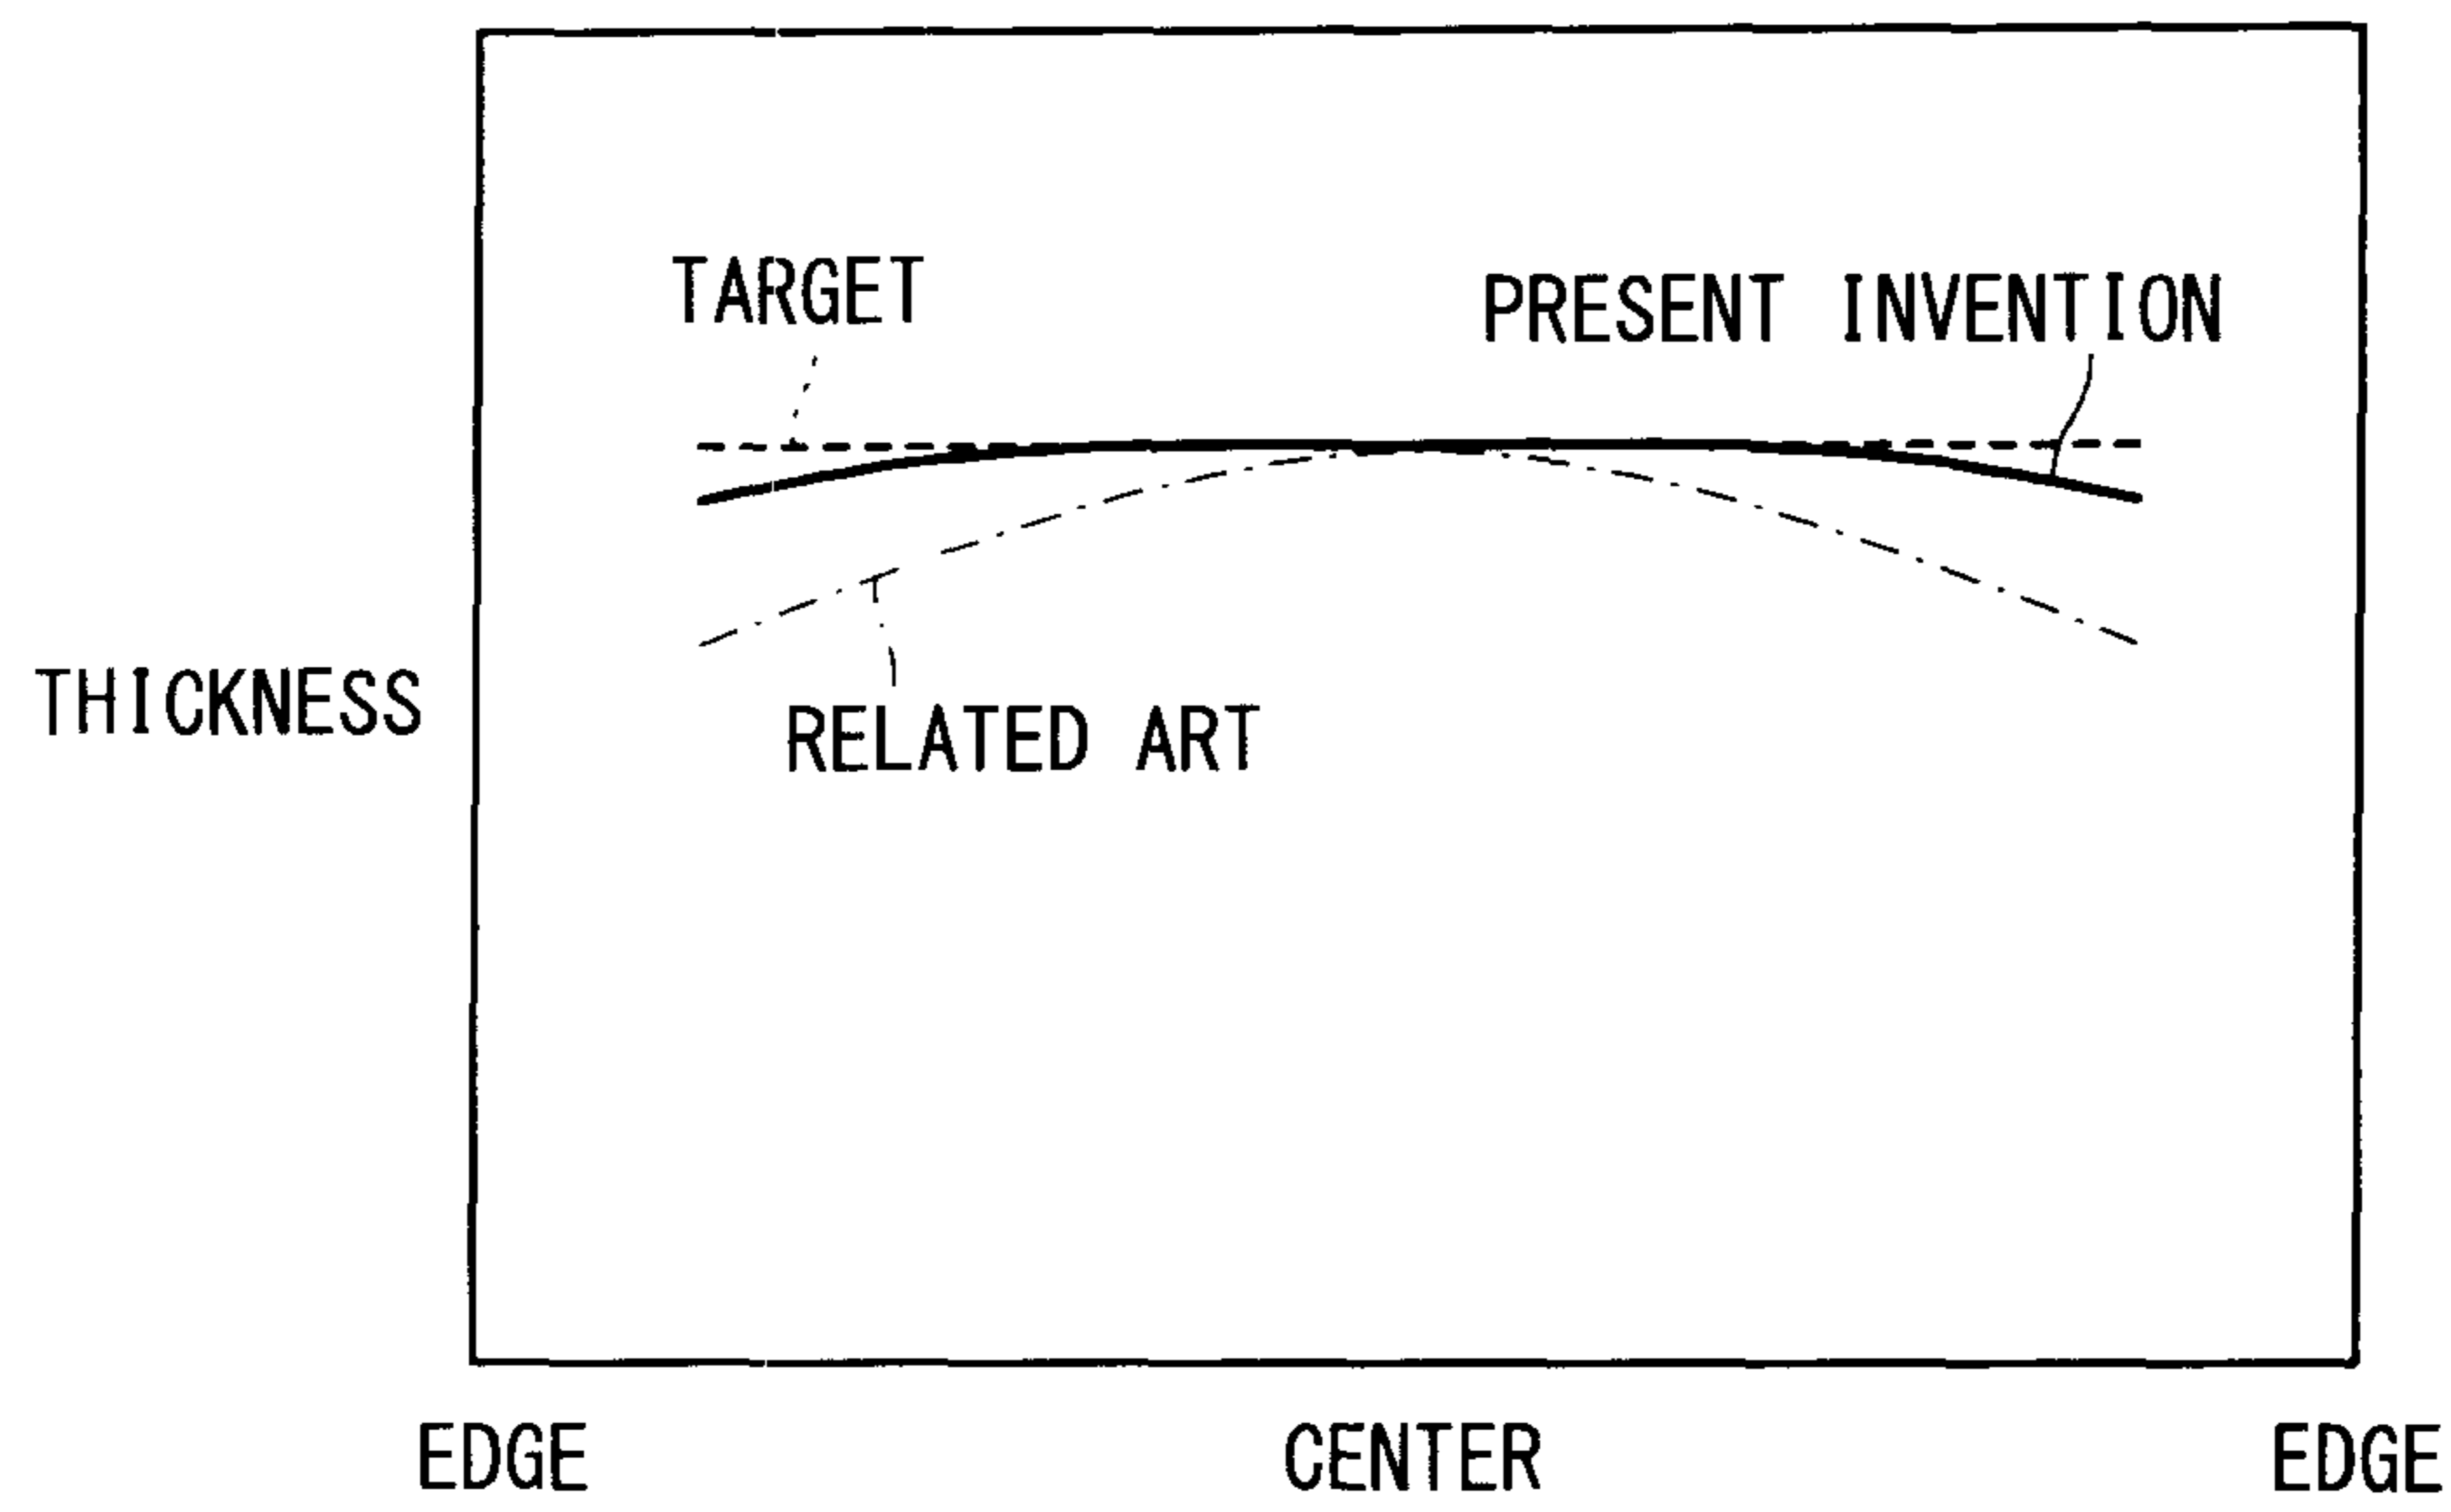 TARGET
PRESENT INVENTION
THICKNESS
RELATED ART
EDGE
CENTER
EDGE